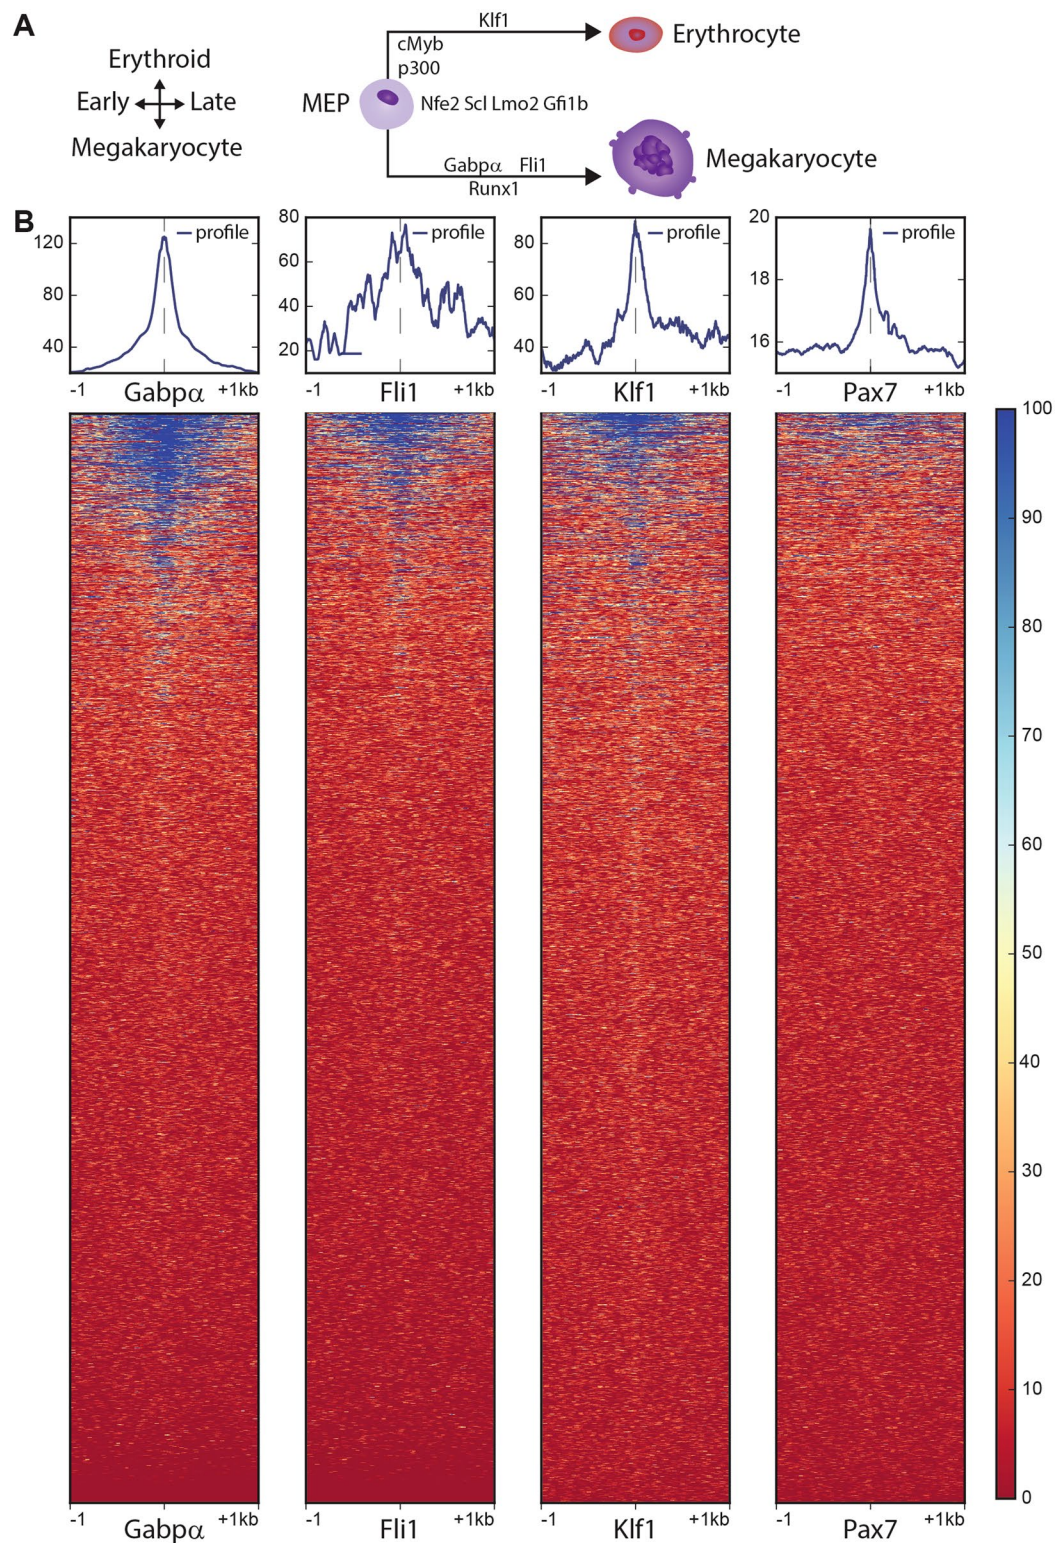 A
Erythroid
Early Late
Megakaryocyte
Klf1
cMyb
p300
MEP
Nfe2 Scl Lmo2 Gfi1b
Gabpα Fli1
Runx1
Erythrocyte
Megakaryocyte
B
profile
120
80
40
-1 Gabpα +1kb
profile
80
60
40
20
-1 Fli1 +1kb
profile
80
60
40
-1 Klf1 +1kb
profile
20
18
16
-1 Pax7 +1kb
100
90
80
70
60
50
40
30
20
10
0
-1 Gabpα +1kb
-1 Fli1 +1kb
-1 Klf1 +1kb
-1 Pax7 +1kb